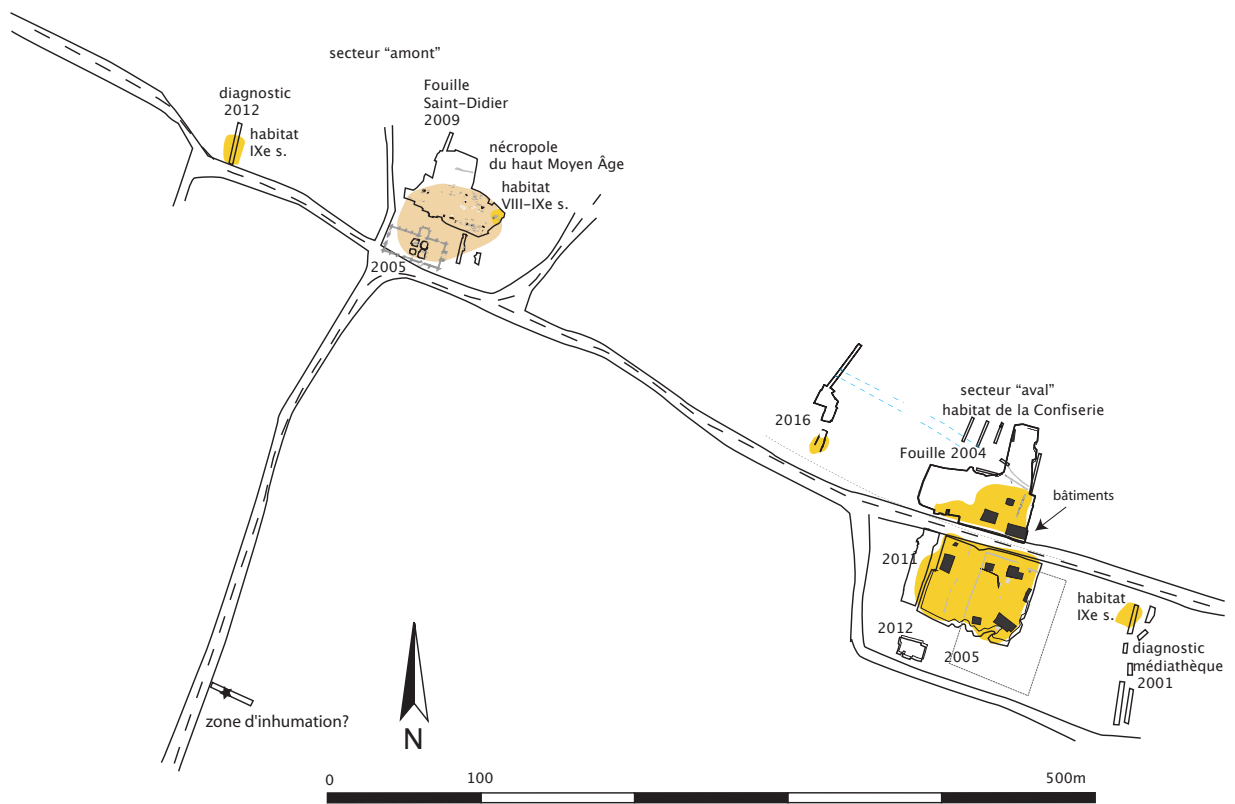 secteur “amont”
diagnostic
2012
habitat
IXe s.
Fouille
Saint-Didier
2009
nécropole
du haut Moyen Âge
habitat
VIII-IXe s.
2005
2016
secteur “aval”
habitat de la Confiserie
Fouille 2004
bâtiments
2011
2012
2005
habitat
IXe s.
diagnostic
médiathèque
2001
zone d'inhumation?
N
0
100
500m